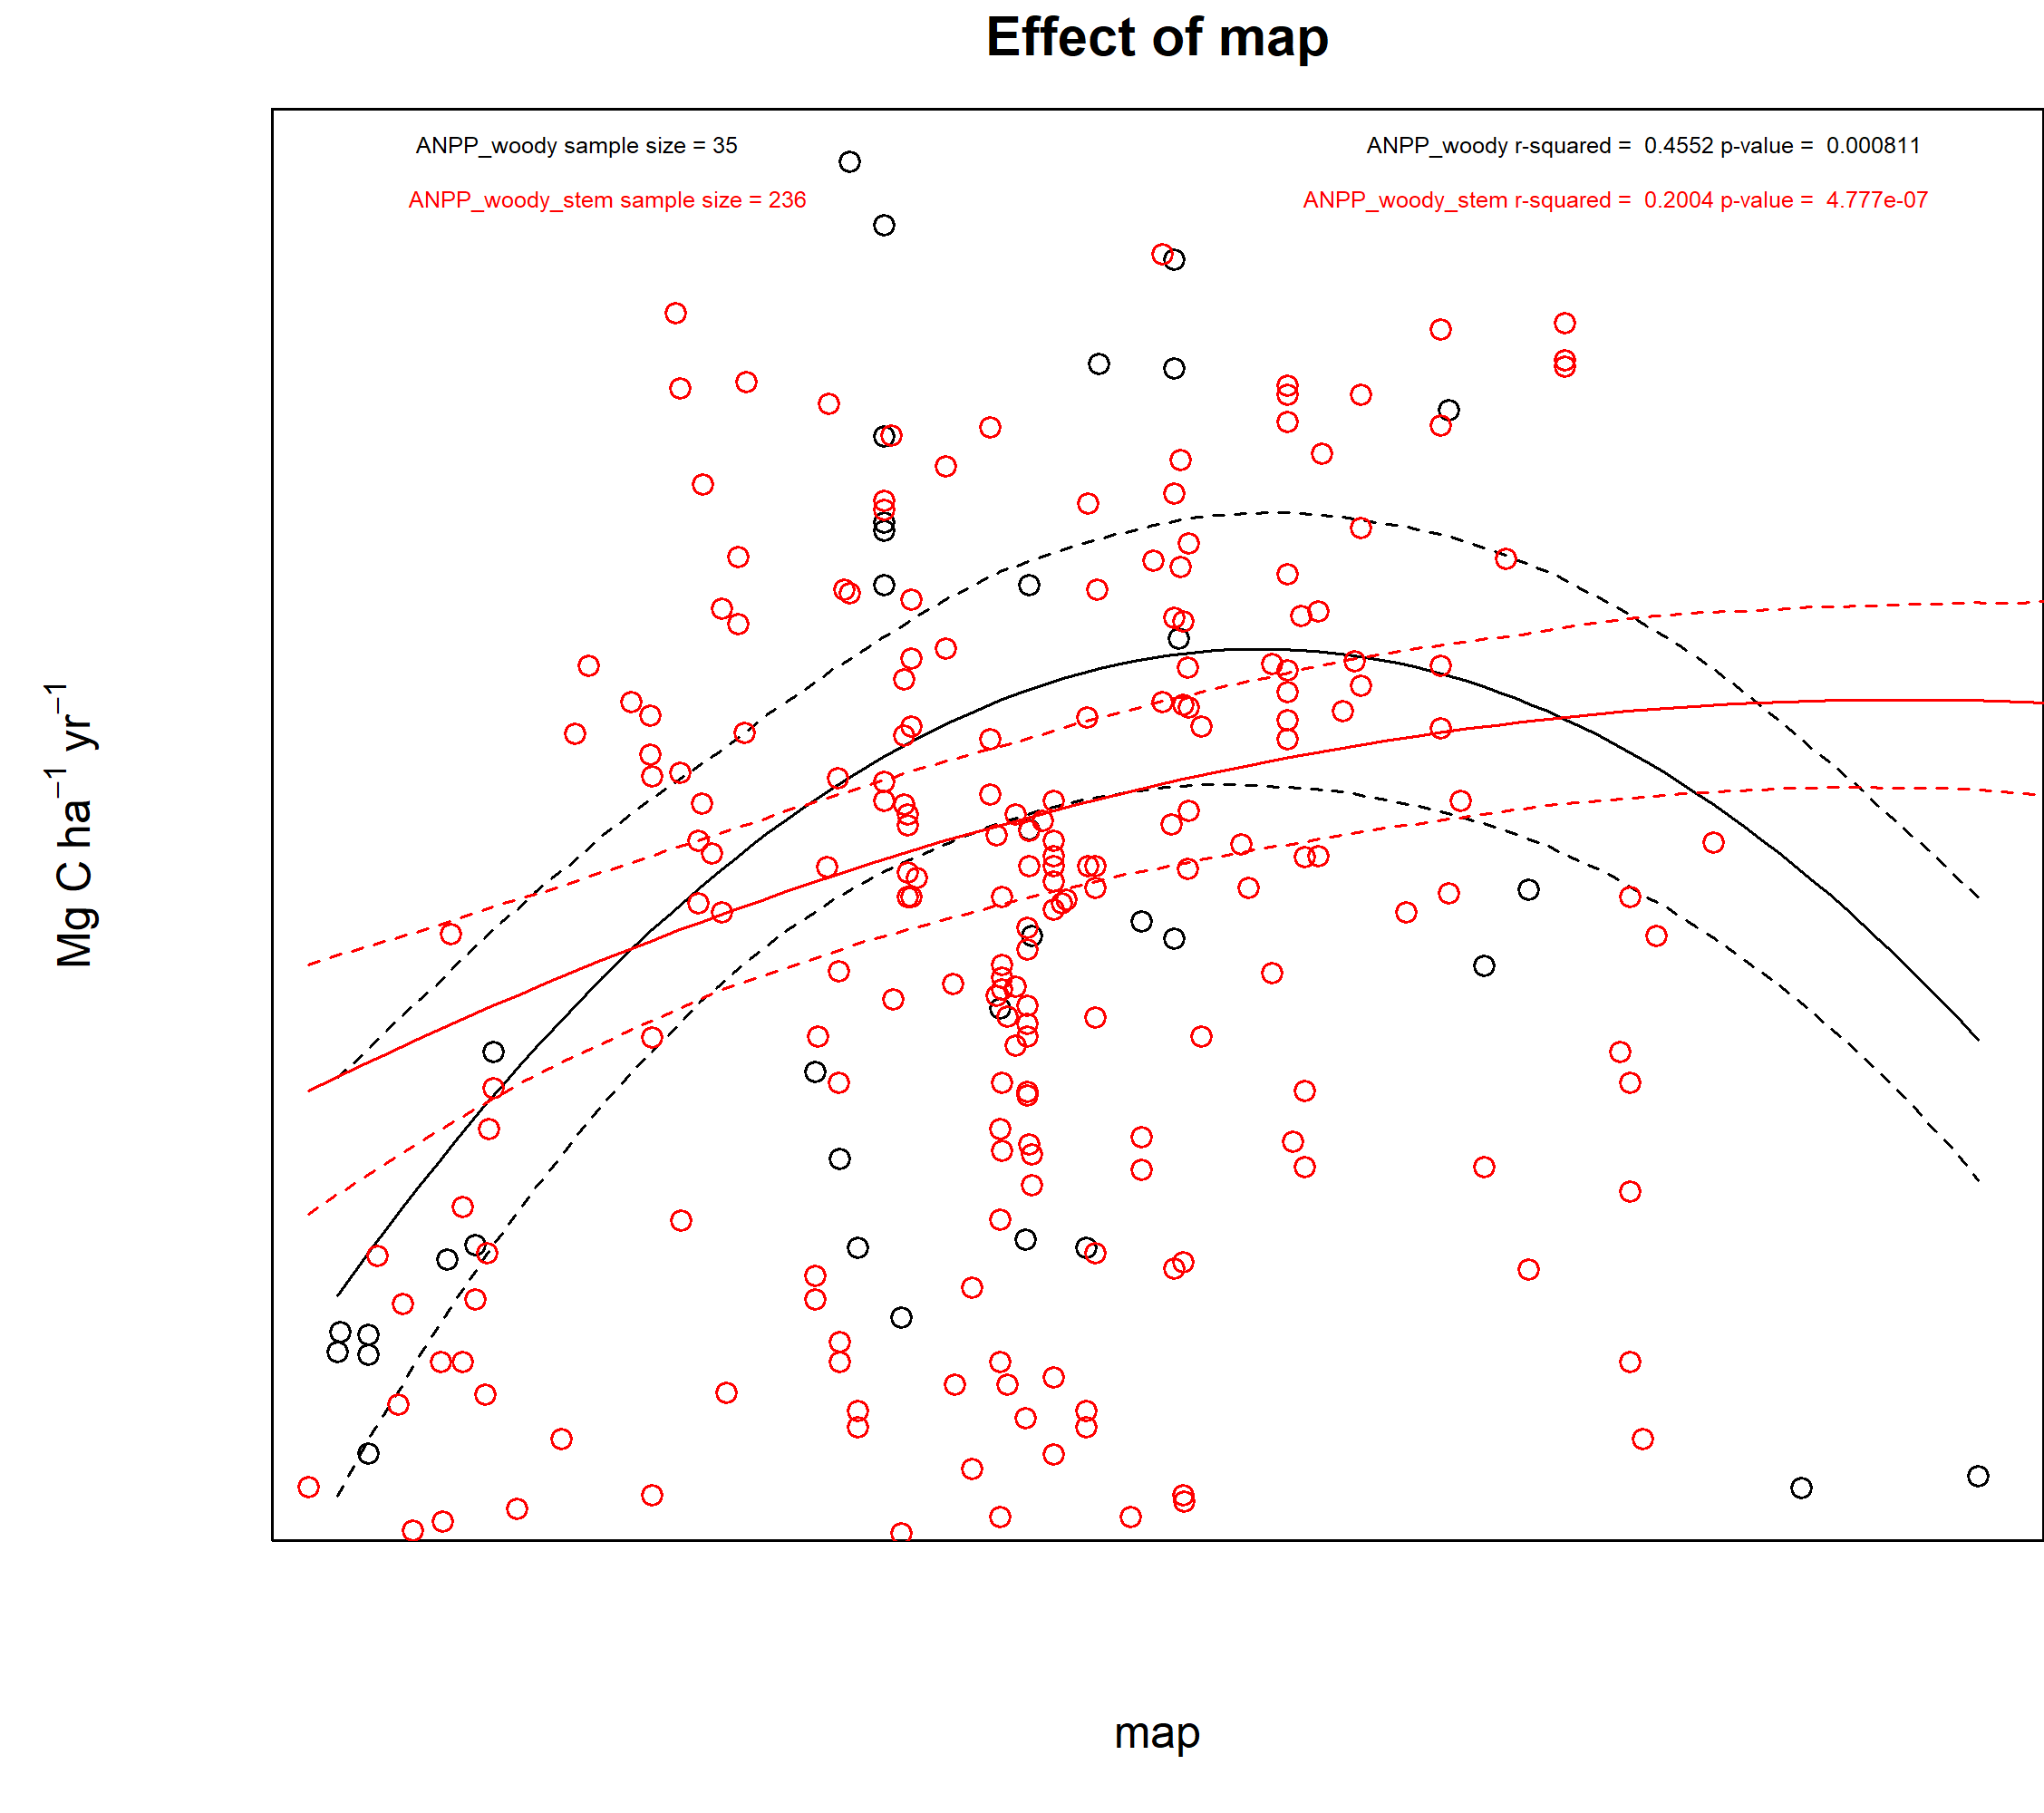 Effect of map
ANPP_woody sample size = 35
ANPP_woody r-squared = 0.4552 p-value = 0.000811
ANPP_woody_stem sample size = 236
ANPP_woody_stem r-squared = 0.2004 p-value = 4.777e-07
Mg C ha⁻¹ yr⁻¹
map